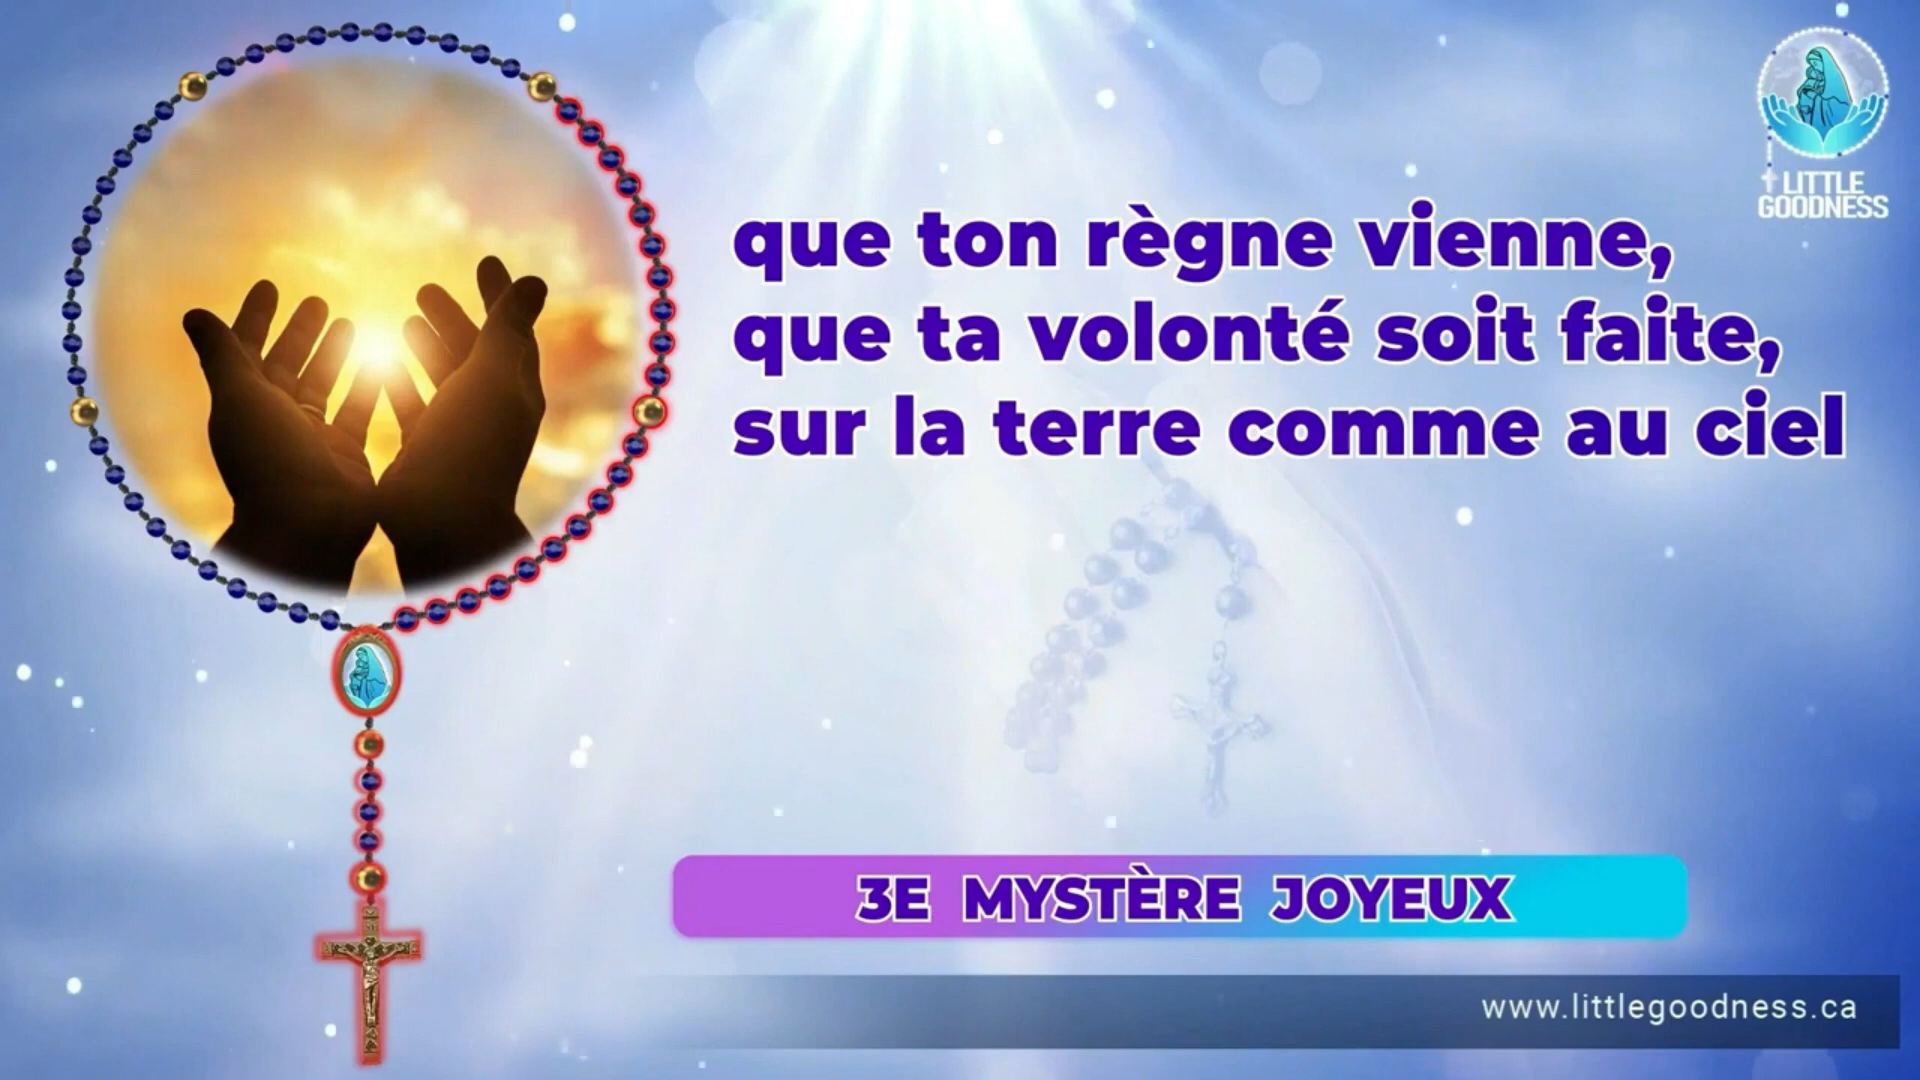 LITTLE
GOODNESS
que ton règne vienne,
que ta volonté soit faite,
sur la terre comme au ciel
3E MYSTÈRE JOYEUX
www.littlegoodness.ca